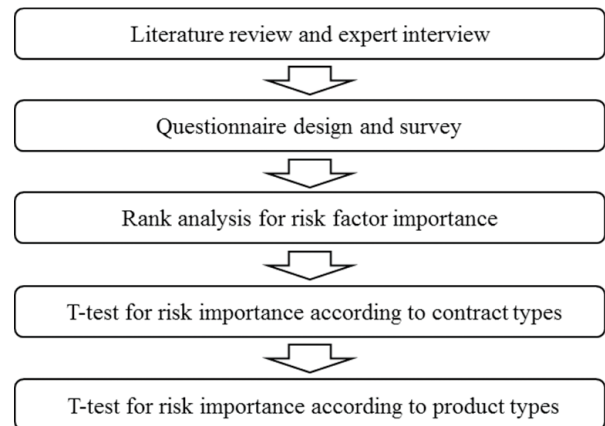 Literature review and expert interview
Questionnaire design and survey
Rank analysis for risk factor importance
T-test for risk importance according to contract types
T-test for risk importance according to product types